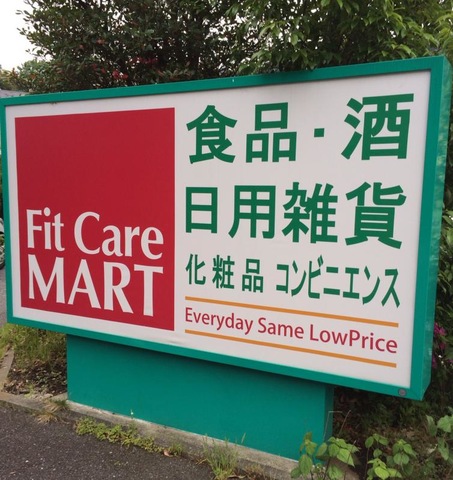 Fit Care
MART
食品・酒
日用雑貨
化粧品 コンビニエンス
Everyday Same LowPrice